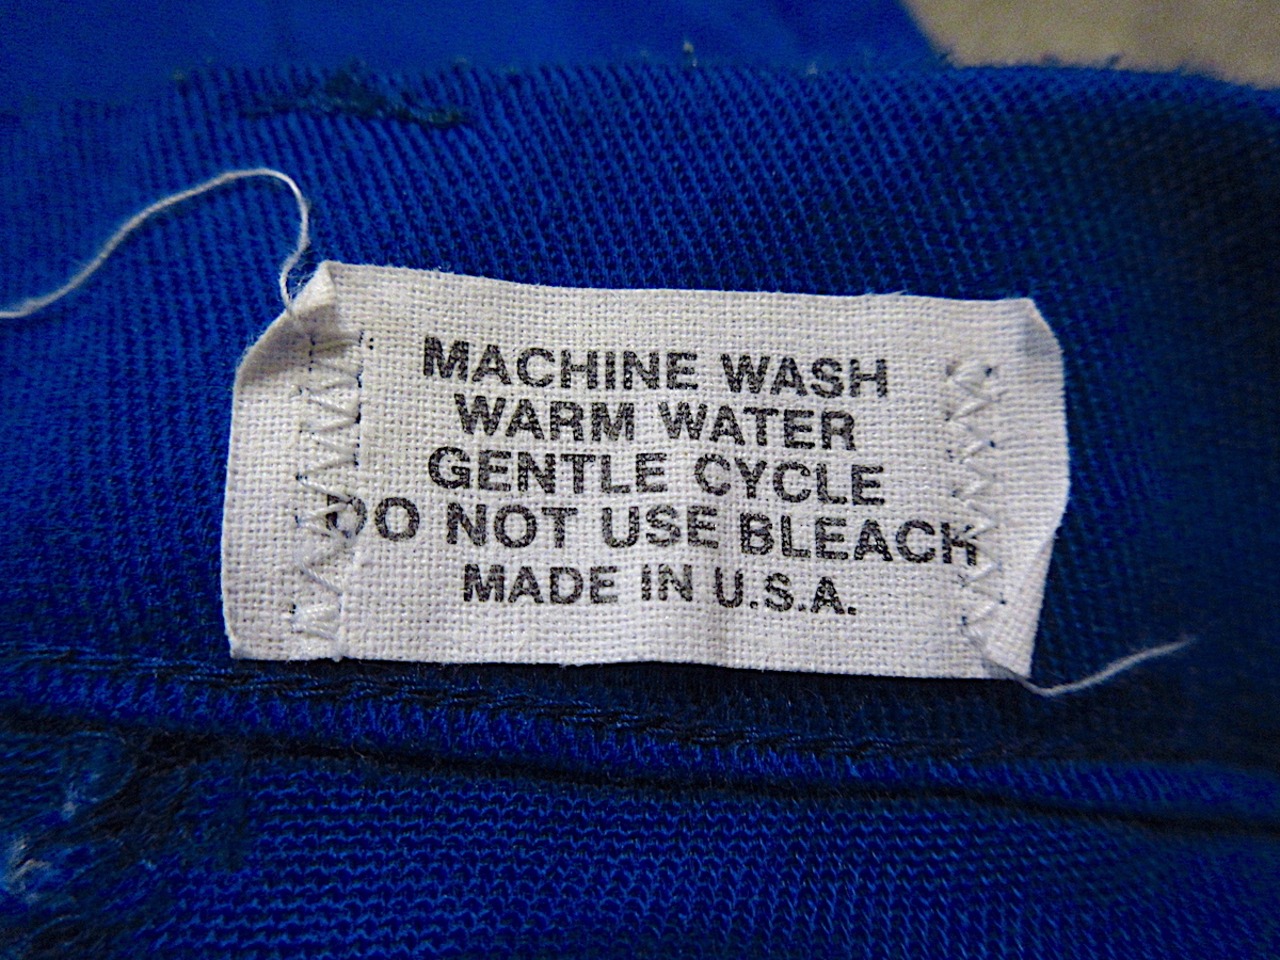 MACHINE WASH
WARM WATER
GENTLE CYCLE
DO NOT USE BLEACH
MADE IN U.S.A.